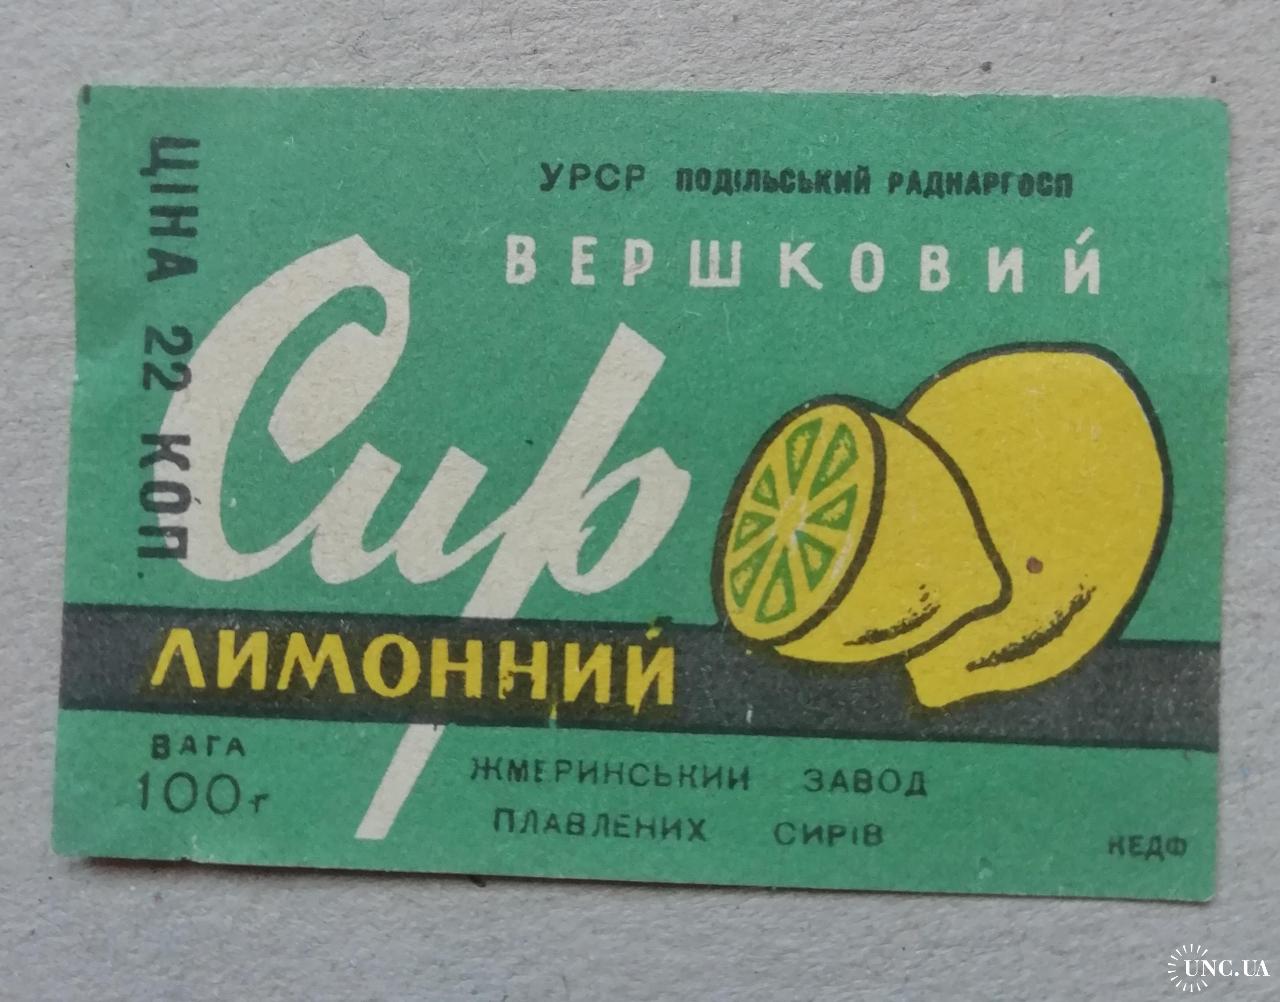 ЦІНА 22 КОП
УРСР ПОДІЛЬСЬКИЙ РАДНАРГОСП
ВЕРШКОВИЙ
Сир
ЛИМОННИЙ
ВАГА
100г
ЖМЕРИНСЬКИЙ ЗАВОД
ПЛАВЛЕНИХ СИРІВ
КЕДФ
UNC.UA